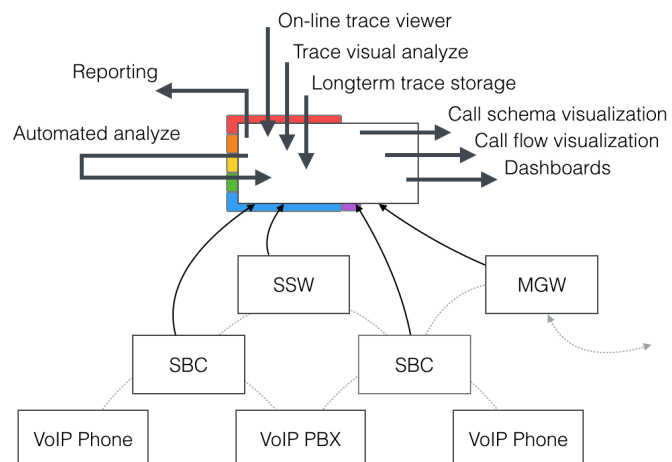 On-line trace viewer
Trace visual analyze
Reporting
Longterm trace storage
Call schema visualization
Automated analyze
Call flow visualization
Dashboards
SSW
MGW
SBC
SBC
VoIP Phone
VoIP PBX
VoIP Phone